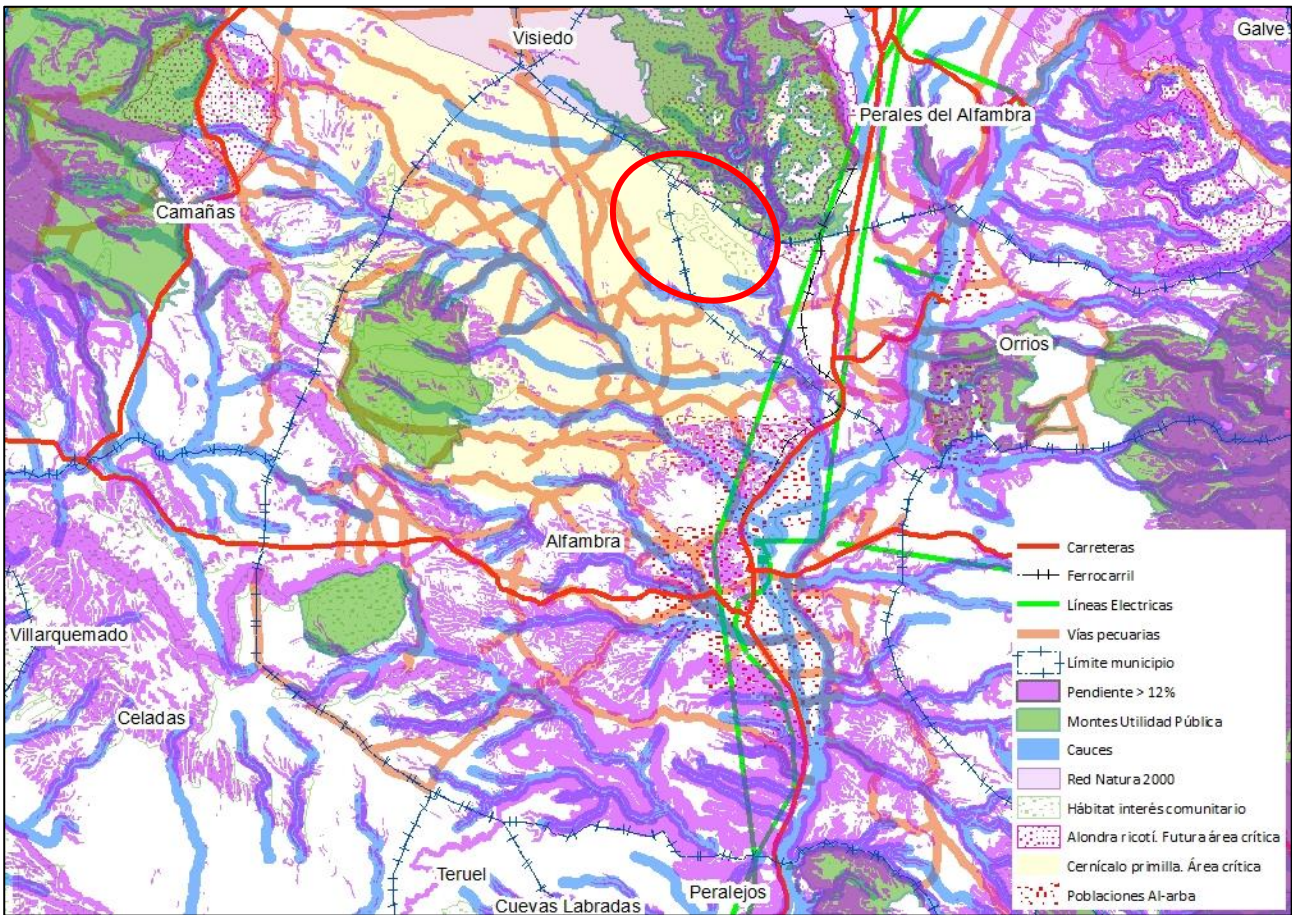 Visiedo
Galve
Perales del Alfambra
Camañas
Orrios
Alfambra
Villarquemado
Celadas
Teruel
Cuevas Labradas
Peralejos
Carreteras
Ferrocarril
Líneas Electricas
Vías pecuarias
Límite municipio
Pendiente > 12%
Montes Utilidad Pública
Cauces
Red Natura 2000
Hábitat interés comunitario
Alondra ricotí. Futura área crítica
Cernícalo primilla. Área crítica
Poblaciones Al-arba